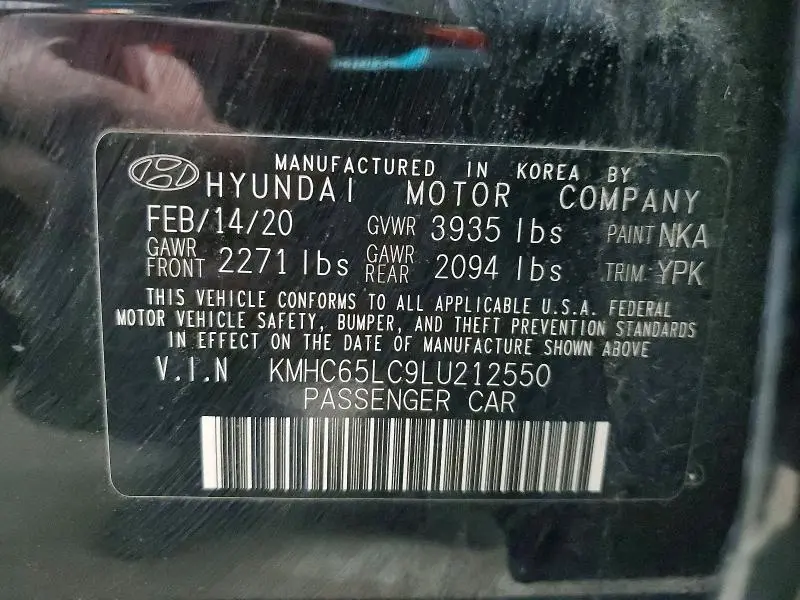 MANUFACTURED IN KOREA BY
HYUNDAI MOTOR COMPANY
FEB/14/20 GVWR 3935 lbs PAINT NKA
GAWR FRONT 2271 lbs GAWR REAR 2094 lbs TRIM YPK
THIS VEHICLE CONFORMS TO ALL APPLICABLE U.S.A. FEDERAL
MOTOR VEHICLE SAFETY, BUMPER, AND THEFT PREVENTION STANDARDS
IN EFFECT ON THE DATE OF MANUFACTURE SHOWN ABOVE
V.I.N KMHC65LC9LU212550
PASSENGER CAR